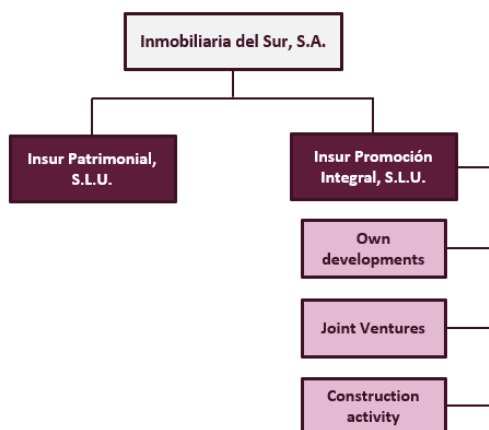 Inmobiliaria del Sur, S.A.
Insur Patrimonial,
S.L.U.
Insur Promoción
Integral, S.L.U.
Own
developments
Joint Ventures
Construction
activity